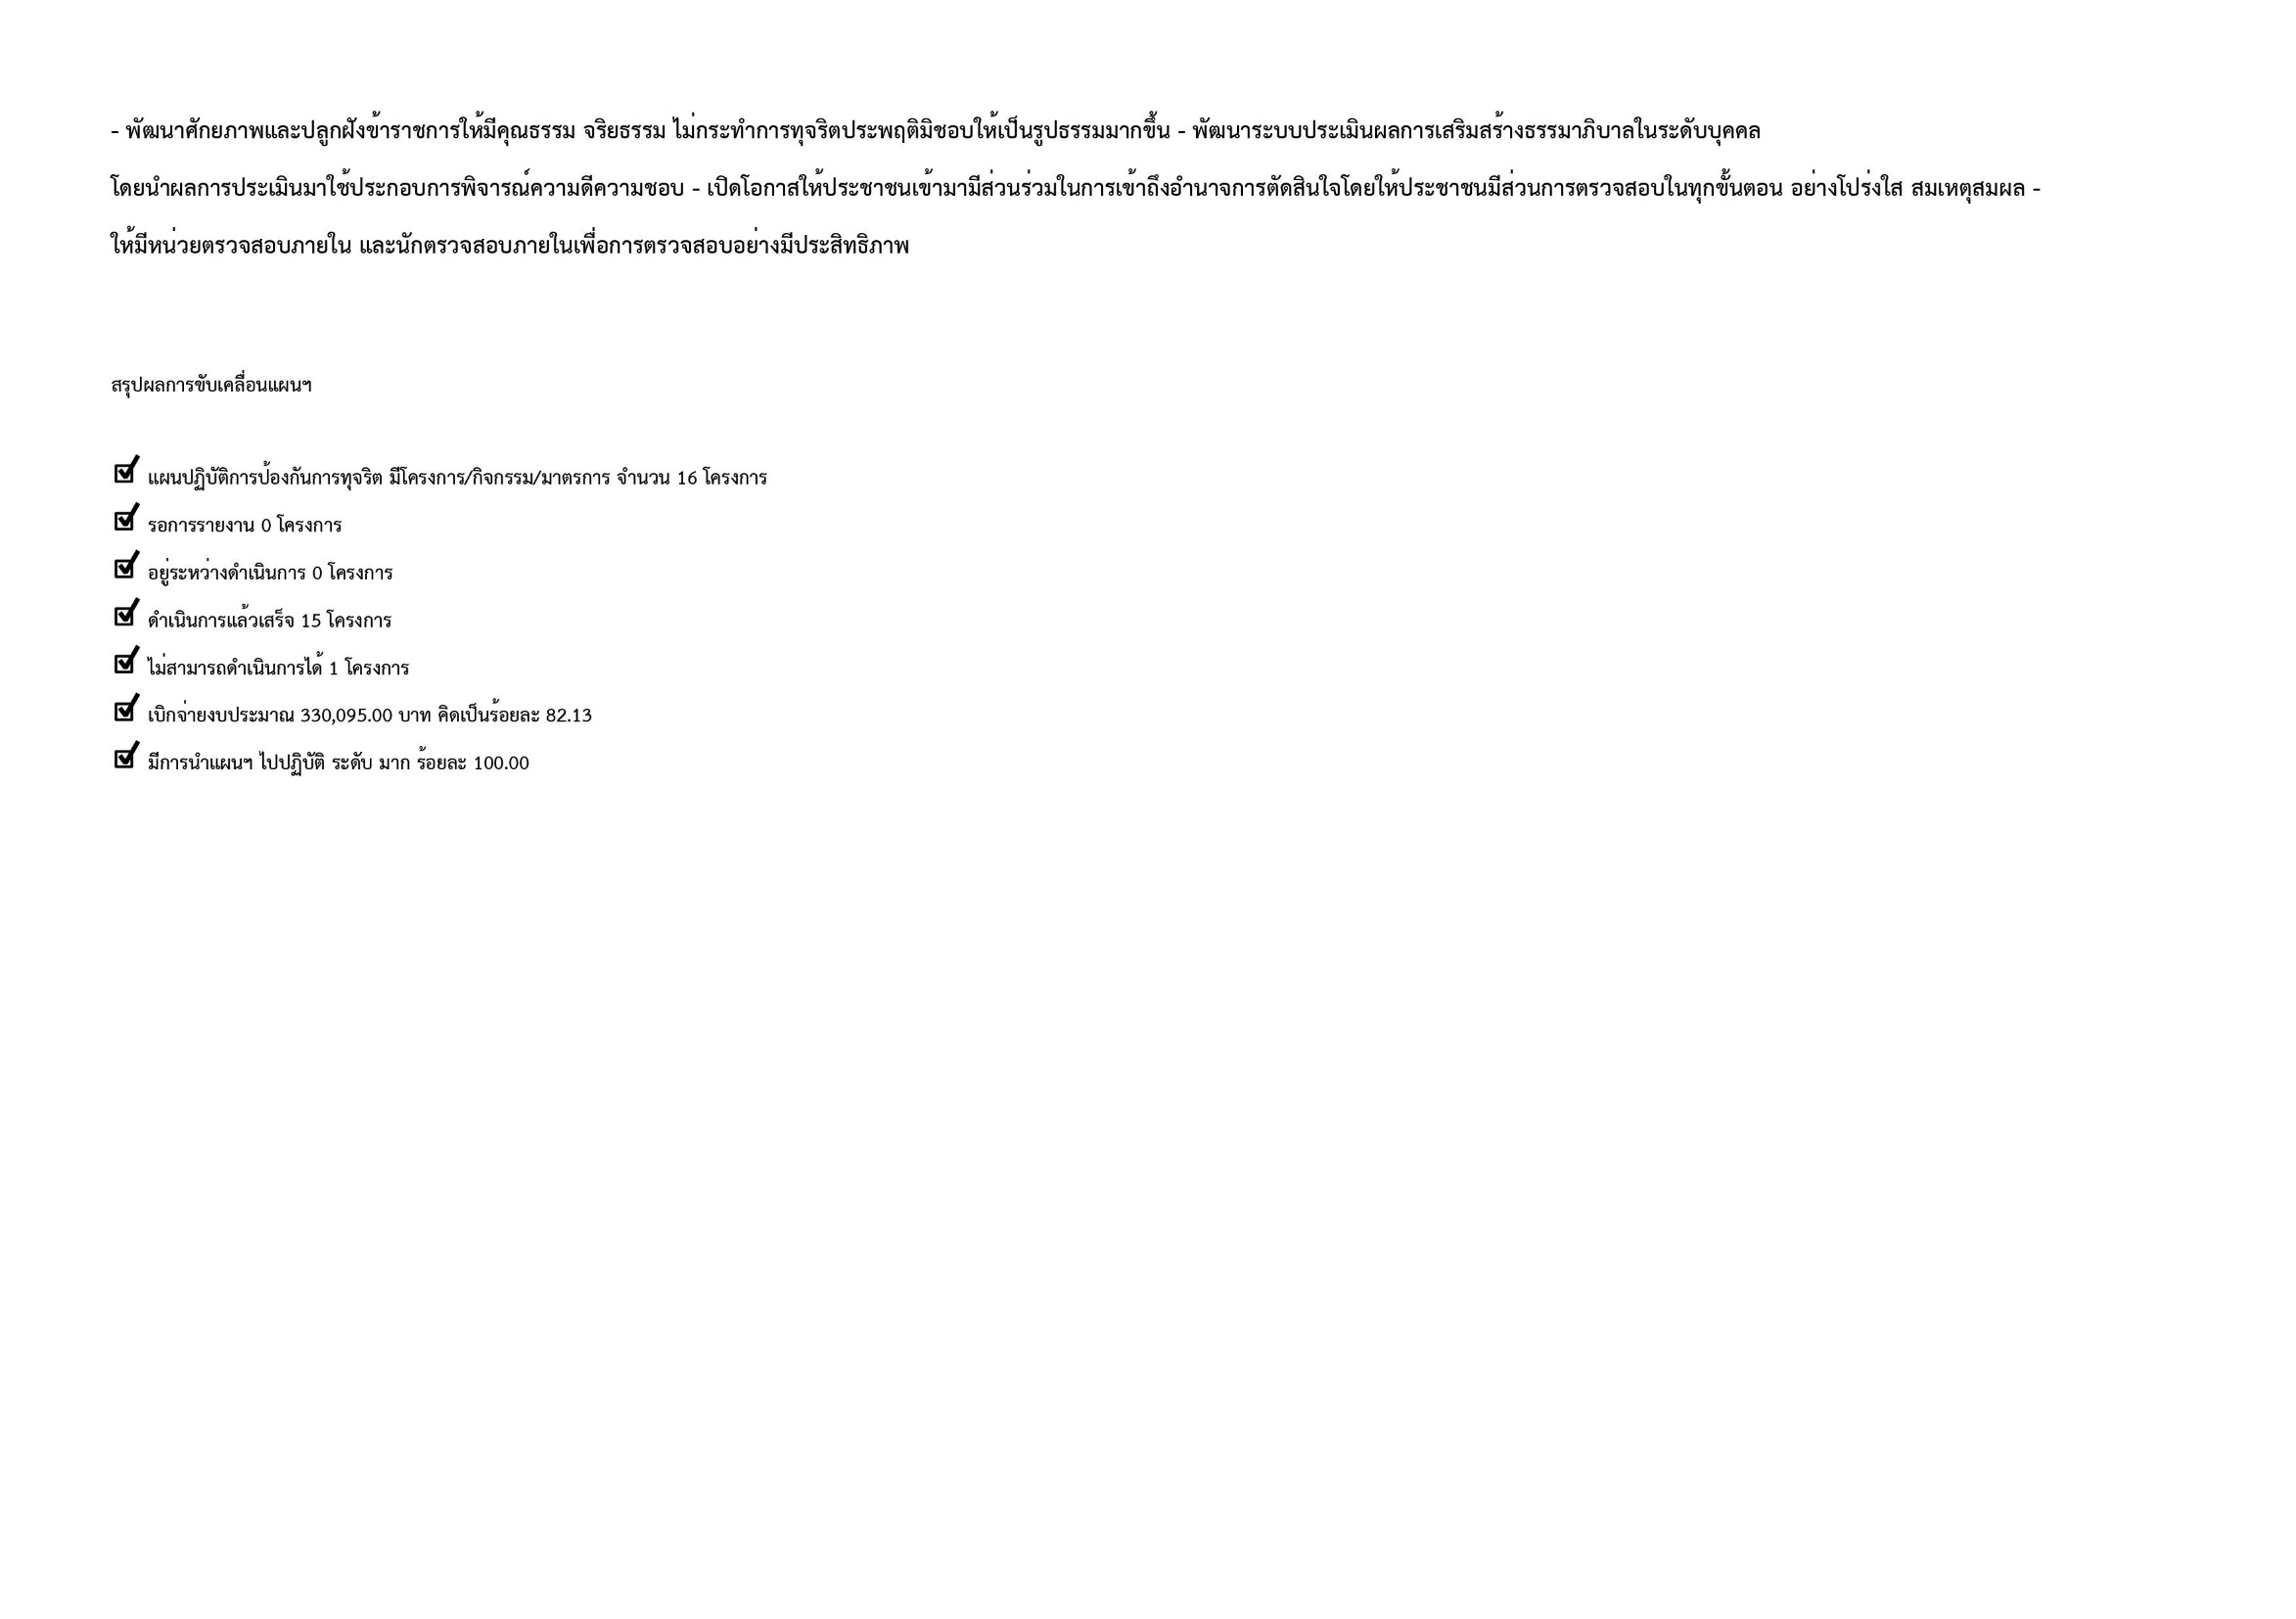 - พัฒนาศักยภาพและปลูกฝังข้าราชการให้มีคุณธรรม จริยธรรม ไม่กระทำการทุจริตประพฤติมิชอบให้เป็นรูปธรรมมากขึ้น - พัฒนาระบบประเมินผลการเสริมสร้างธรรมาภิบาลในระดับบุคคล
โดยนำผลการประเมินมาใช้ประกอบการพิจารณ์ความดีความชอบ - เปิดโอกาสให้ประชาชนเข้ามามีส่วนร่วมในการเข้าถึงอำนาจการตัดสินใจโดยให้ประชาชนมีส่วนการตรวจสอบในทุกขั้นตอน อย่างโปร่งใส สมเหตุสมผล -
ให้มีหน่วยตรวจสอบภายใน และนักตรวจสอบภายในเพื่อการตรวจสอบอย่างมีประสิทธิภาพ
สรุปผลการขับเคลื่อนแผนฯ
แผนปฏิบัติการป้องกันการทุจริต มีโครงการ/กิจกรรม/มาตรการ จำนวน 16 โครงการ
รอการรายงาน 0 โครงการ
อยู่ระหว่างดำเนินการ 0 โครงการ
ดำเนินการแล้วเสร็จ 15 โครงการ
ไม่สามารถดำเนินการได้ 1 โครงการ
เบิกจ่ายงบประมาณ 330,095.00 บาท คิดเป็นร้อยละ 82.13
มีการนำแผนฯ ไปปฏิบัติ ระดับ มาก ร้อยละ 100.00